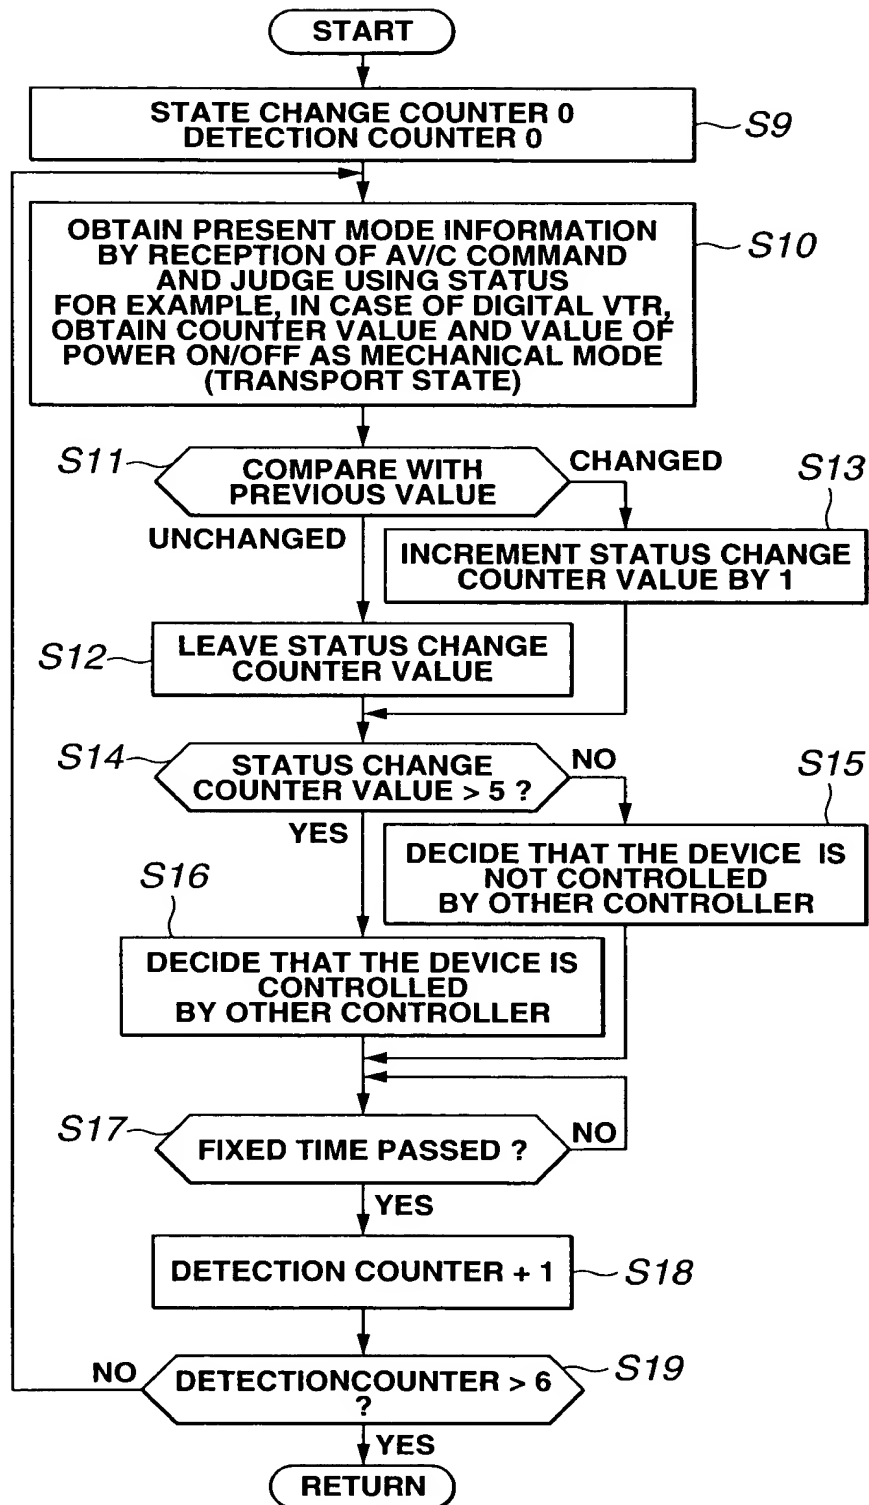 START
STATE CHANGE COUNTER 0
DETECTION COUNTER 0
S9
OBTAIN PRESENT MODE INFORMATION
BY RECEPTION OF AV/C COMMAND
AND JUDGE USING STATUS
FOR EXAMPLE, IN CASE OF DIGITAL VTR,
OBTAIN COUNTER VALUE AND VALUE OF
POWER ON/OFF AS MECHANICAL MODE
(TRANSPORT STATE)
S10
S11
COMPARE WITH
PREVIOUS VALUE
CHANGED
S13
UNCHANGED
INCREMENT STATUS CHANGE
COUNTER VALUE BY 1
S12
LEAVE STATUS CHANGE
COUNTER VALUE
S14
STATUS CHANGE
COUNTER VALUE > 5 ?
NO
S15
YES
DECIDE THAT THE DEVICE IS
NOT CONTROLLED
BY OTHER CONTROLLER
S16
DECIDE THAT THE DEVICE IS
CONTROLLED
BY OTHER CONTROLLER
S17
FIXED TIME PASSED ?
NO
YES
DETECTION COUNTER + 1
S18
NO
DETECTIONCOUNTER > 6
?
S19
YES
RETURN